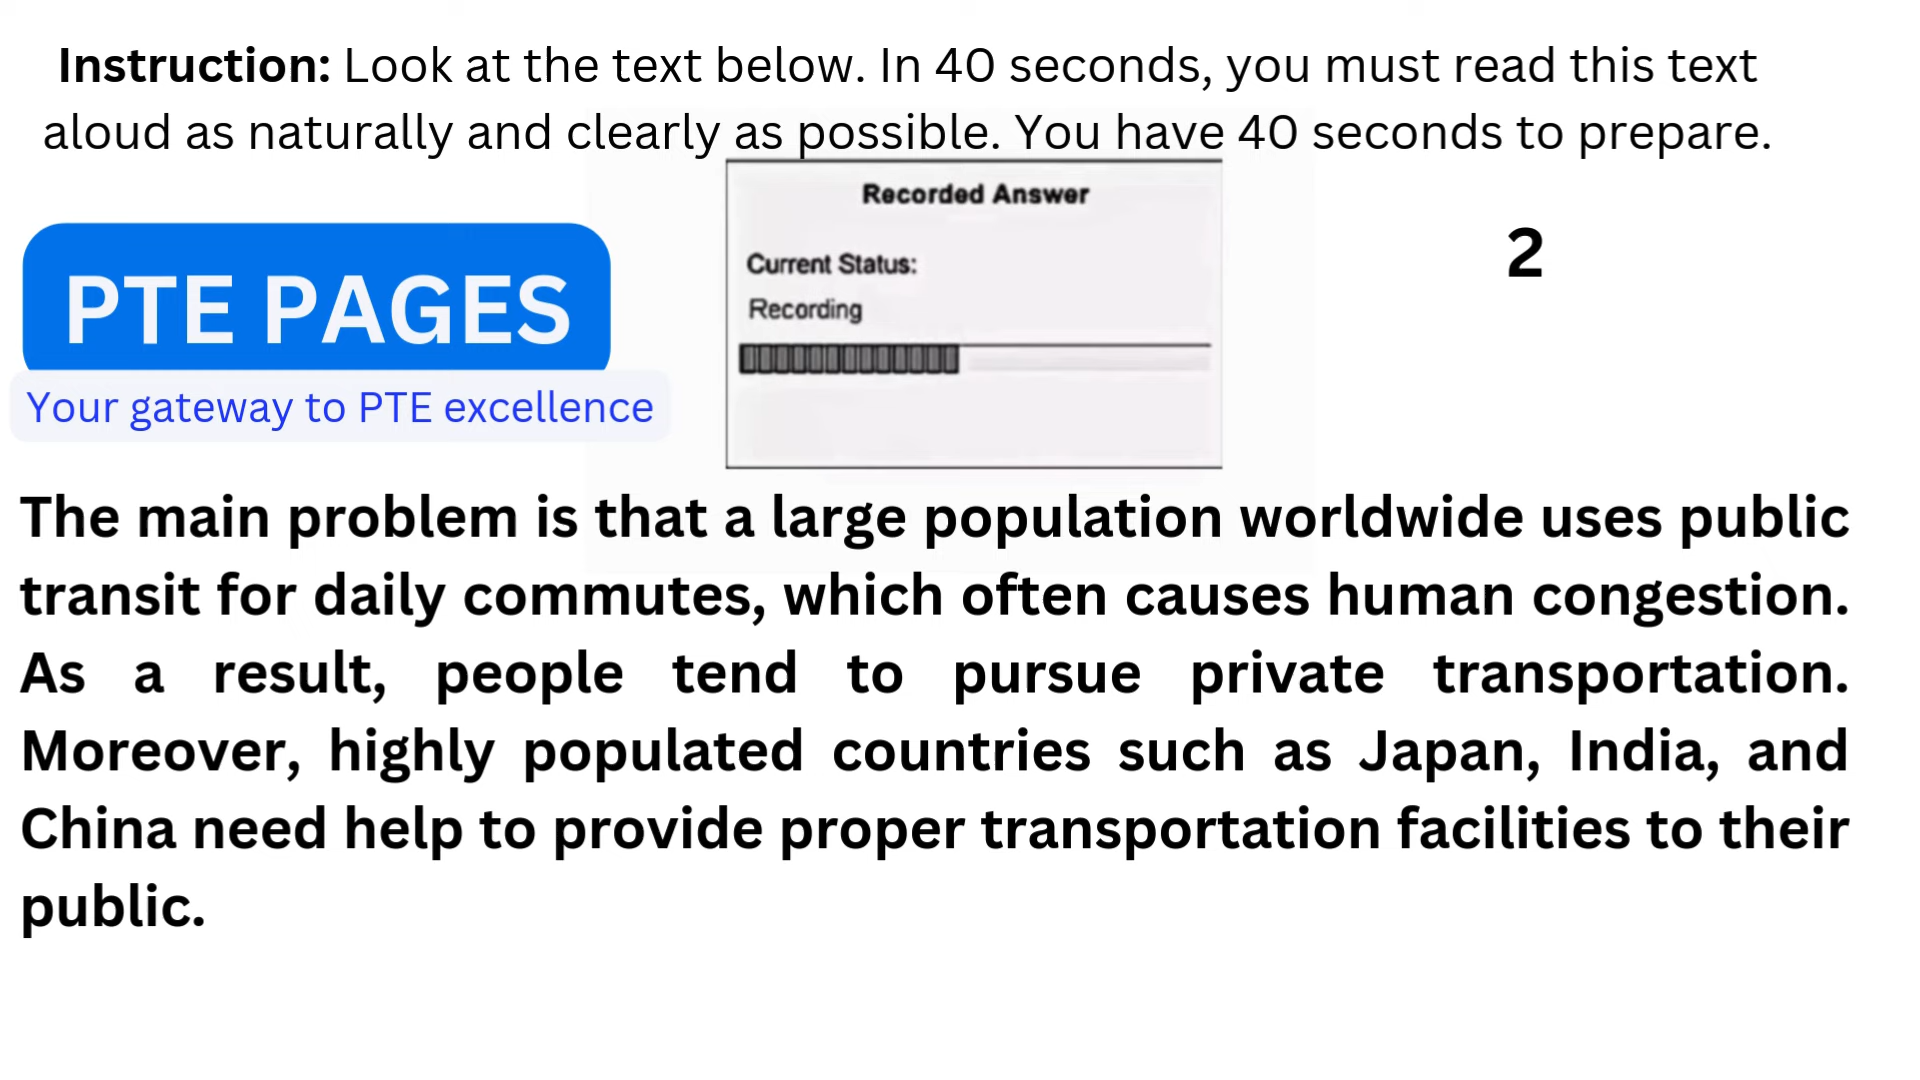 Instruction: Look at the text below. In 40 seconds, you must read this text
aloud as naturally and clearly as possible. You have 40 seconds to prepare.
Recorded Answer
Current Status:
Recording
2
PTE PAGES
Your gateway to PTE excellence
The main problem is that a large population worldwide uses public
transit for daily commutes, which often causes human congestion.
As a result, people tend to pursue private transportation.
Moreover, highly populated countries such as Japan, India, and
China need help to provide proper transportation facilities to their
public.